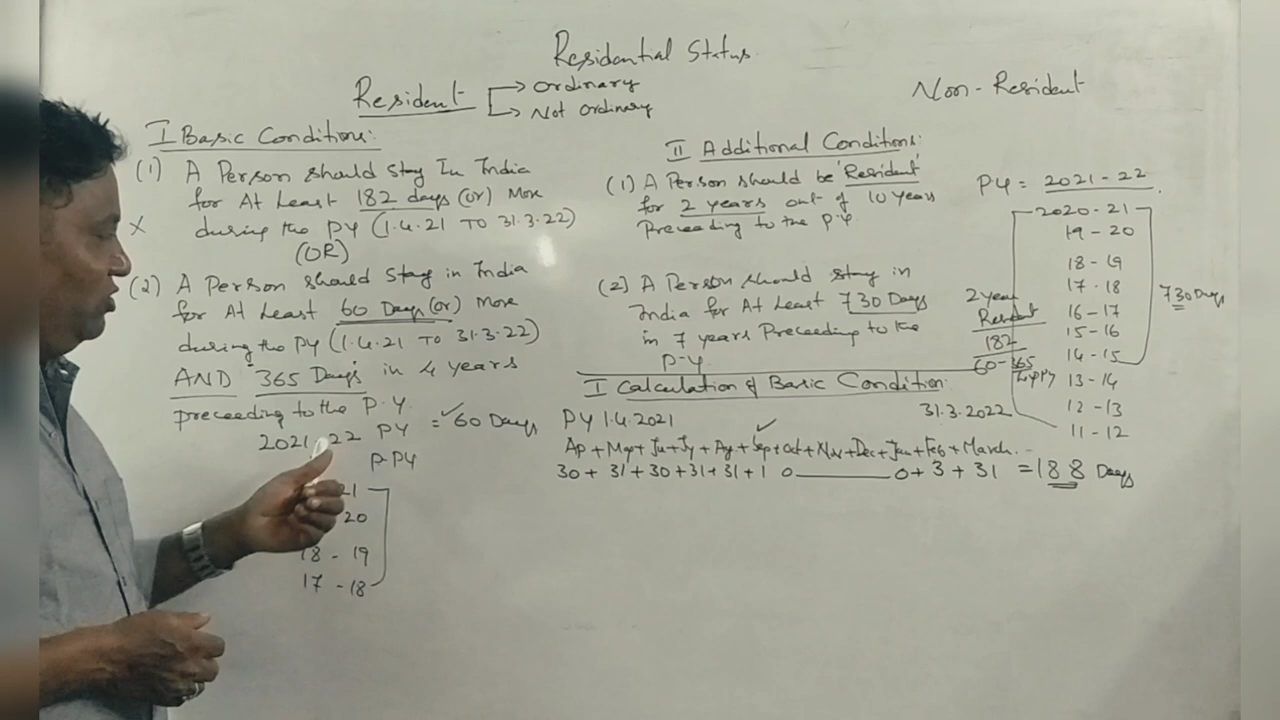 Residential Status
Resident → Ordinary
→ Not Ordinary
Non-Resident
I Basic Conditions:
(1) A Person should Stay In India
for At Least 182 days (or) More
X during the PY (1.4.21 TO 31.3.22)
(OR)
(2) A Person should Stay in India
for At Least 60 Days (or) More
during the PY (1.4.21 TO 31.3.22)
AND 365 Days in 4 years
preceeding to the P.Y.
2021-22 PY = ✓60 Days
P.PY
21
20
18 - 19
17 - 18
II Additional Conditions:
(1) A Person should be 'Resident'
for 2 years out of 10 years
Preceeding to the P.Y.
(2) A Person should stay in
India for At Least 730 Days
in 7 years Preceeding to the
P.Y
PY = 2021-22
2020-21
19-20
18-19
17-18
16-17
15-16
14-15
13-14
12-13
11-12
730 Days
2 year
Resident
182
60-365
I Calculation of Basic Condition
PY 1.4.2021 31.3.2022
Ap + May + Ju + Jy + Ag + Sep + Oct + Nov + Dec + Jan + Feb + March.
30 + 31 + 30 + 31 + 31 + 1 0 0 + 3 + 31 = 188 Days